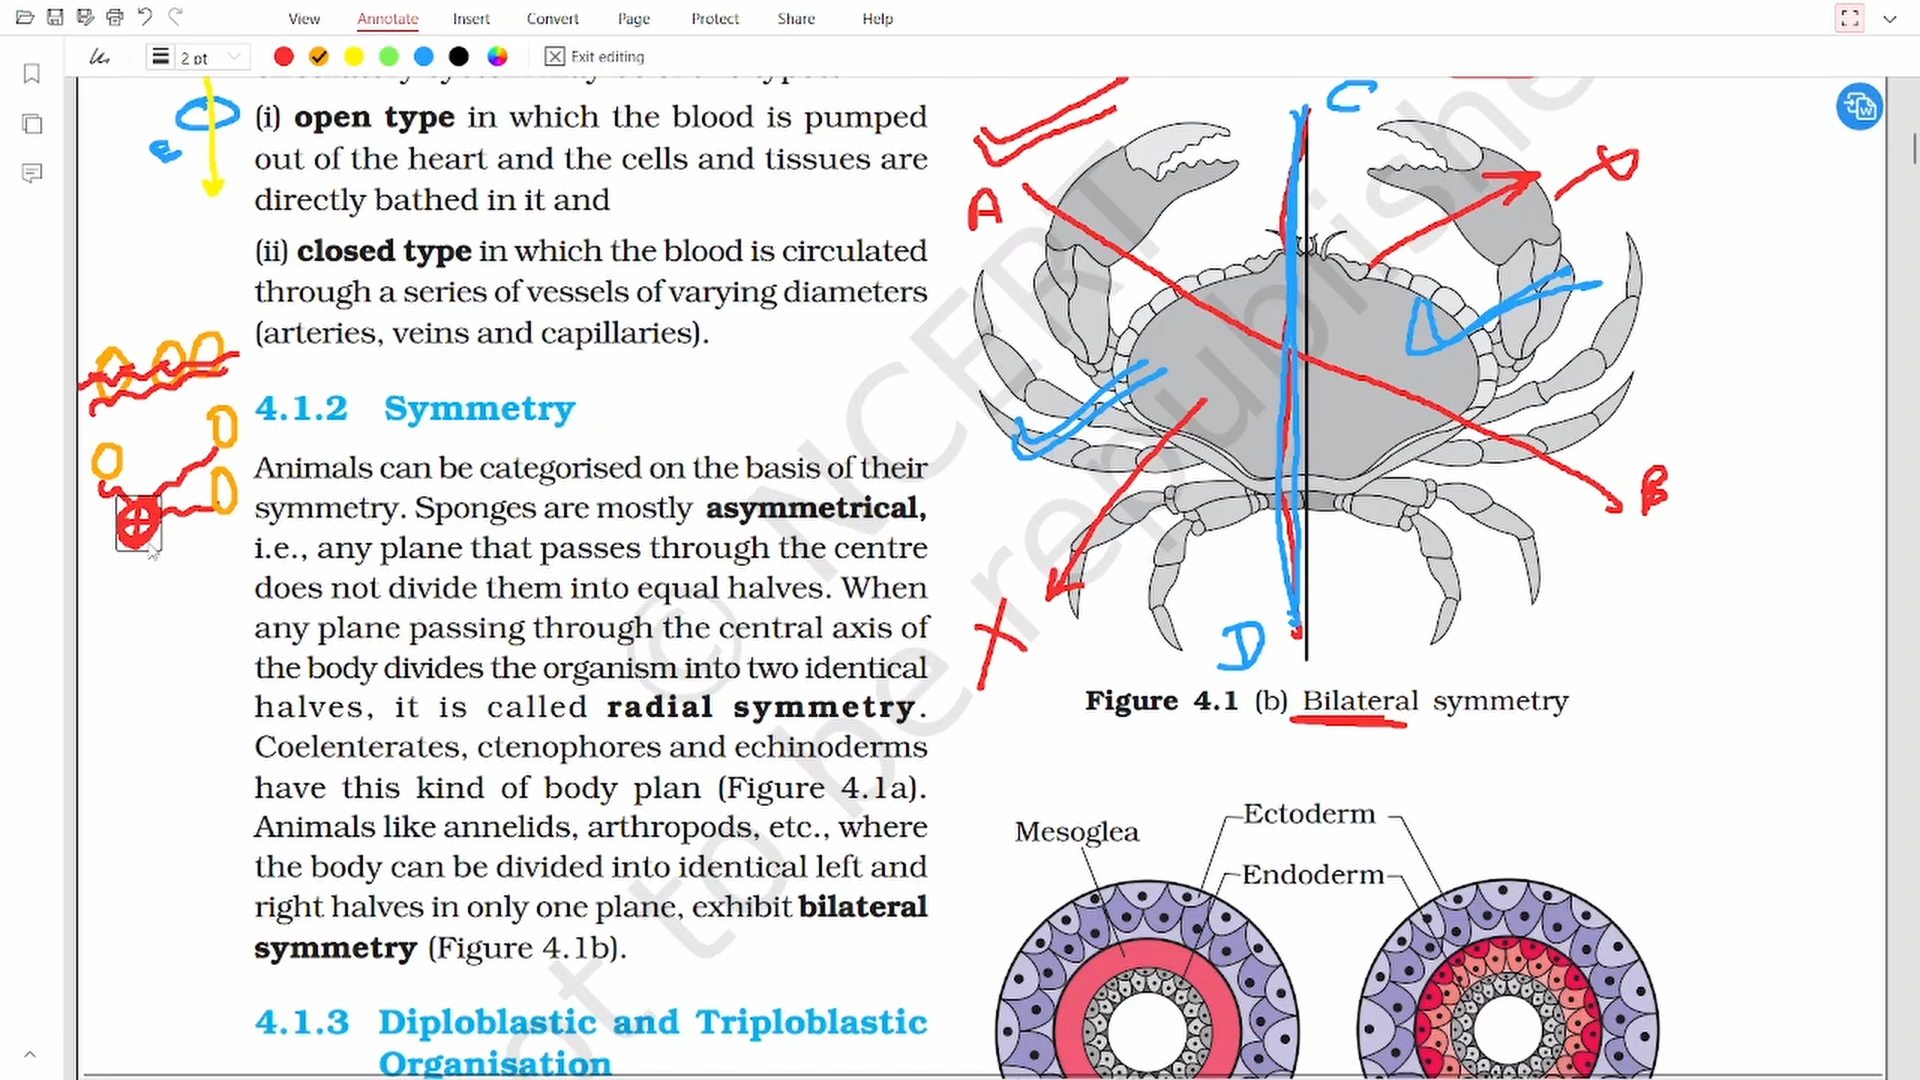 View Annotate Insert Convert Page Protect Share Help
2 pt Exit editing
(i) open type in which the blood is pumped
out of the heart and the cells and tissues are
directly bathed in it and
(ii) closed type in which the blood is circulated
through a series of vessels of varying diameters
(arteries, veins and capillaries).
4.1.2 Symmetry
Animals can be categorised on the basis of their
symmetry. Sponges are mostly asymmetrical,
i.e., any plane that passes through the centre
does not divide them into equal halves. When
any plane passing through the central axis of
the body divides the organism into two identical
halves, it is called radial symmetry.
Coelenterates, ctenophores and echinoderms
have this kind of body plan (Figure 4.1a).
Animals like annelids, arthropods, etc., where
the body can be divided into identical left and
right halves in only one plane, exhibit bilateral
symmetry (Figure 4.1b).
4.1.3 Diploblastic and Triploblastic
Organisation
C
A
B
D
Figure 4.1 (b) Bilateral symmetry
Mesoglea
Ectoderm
Endoderm
© NCERT
not to be republished